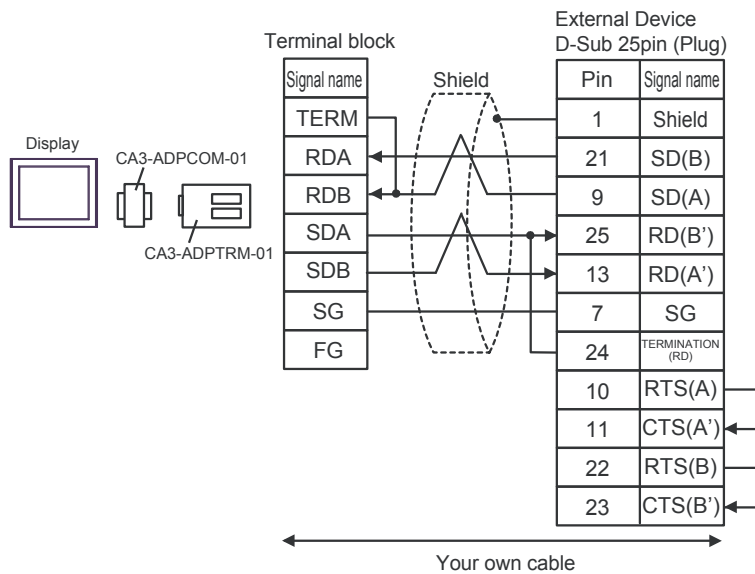 External Device
Terminal block
D-Sub 25pin (Plug)
Signal name
Shield
Pin
Signal name
TERM
1
Shield
Display
CA3-ADPCOM-01
RDA
21
SD(B)
RDB
9
SD(A)
CA3-ADPTRM-01
SDA
25
RD(B’)
SDB
13
RD(A’)
SG
7
SG
FG
24
TERMINATION
(RD)
10
RTS(A)
11
CTS(A’)
22
RTS(B)
23
CTS(B’)
Your own cable